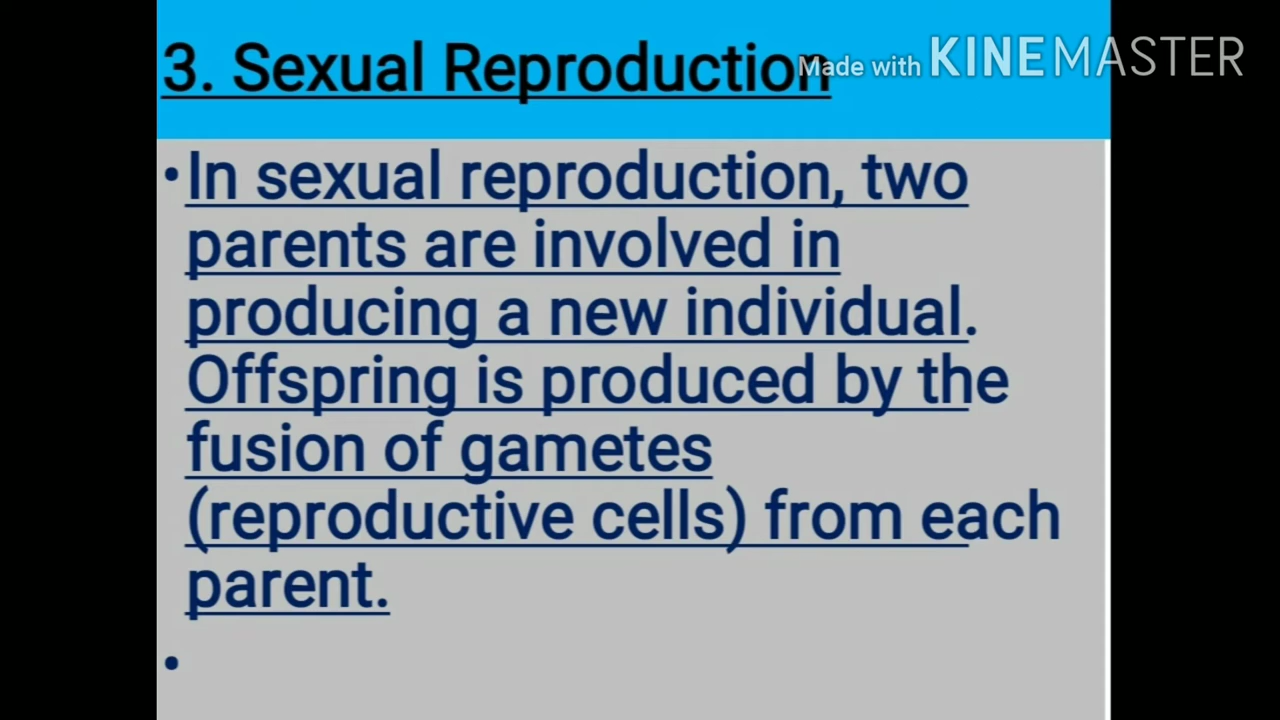 3. Sexual Reproduction
Made with KINEMASTER
•In sexual reproduction, two
parents are involved in
producing a new individual.
Offspring is produced by the
fusion of gametes
(reproductive cells) from each
parent.
•